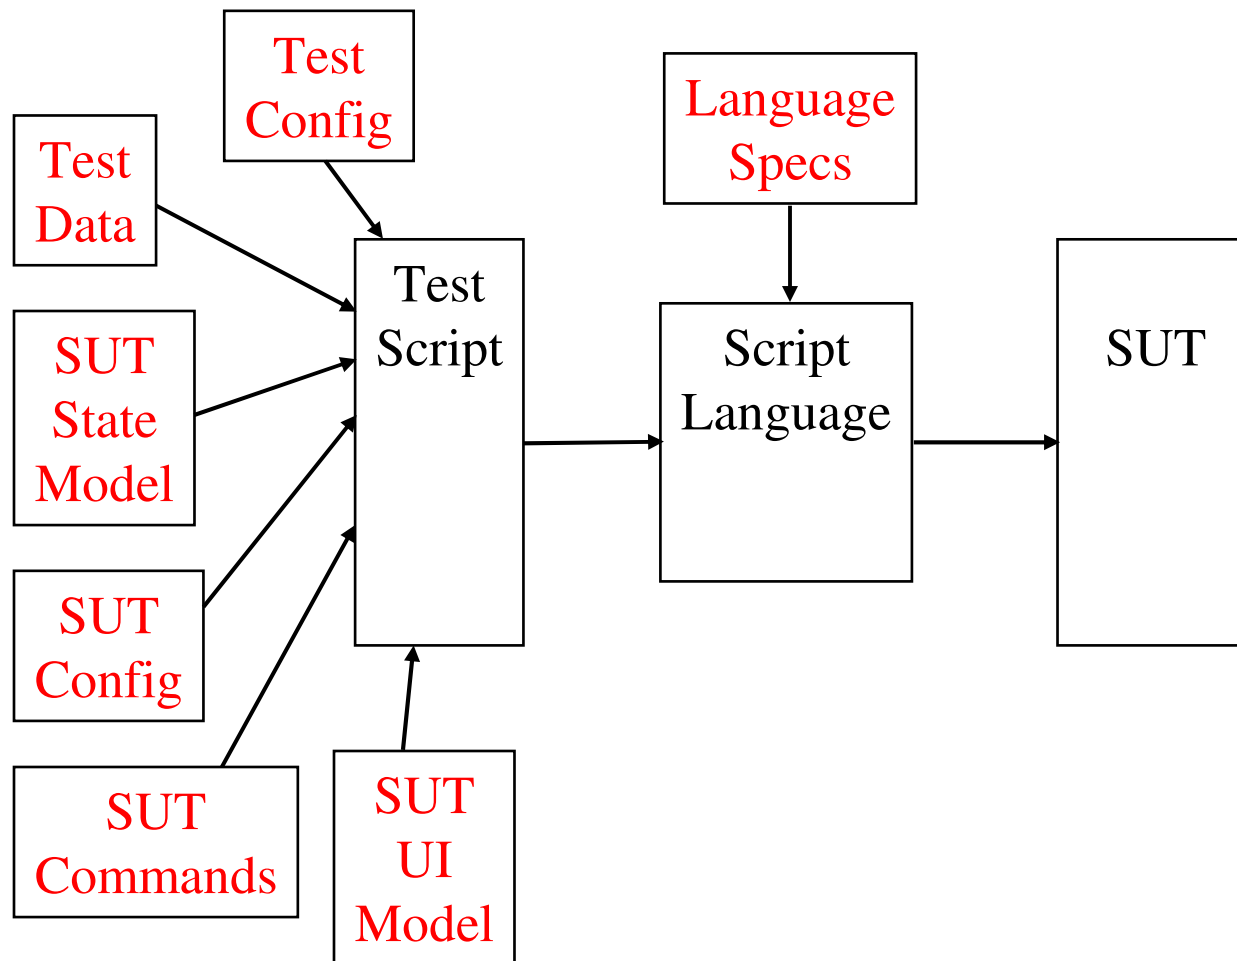 Test
Config
Language
Specs
Test
Data
Test
Script
SUT
State
Model
Script
Language
SUT
SUT
Config
SUT
Commands
SUT
UI
Model